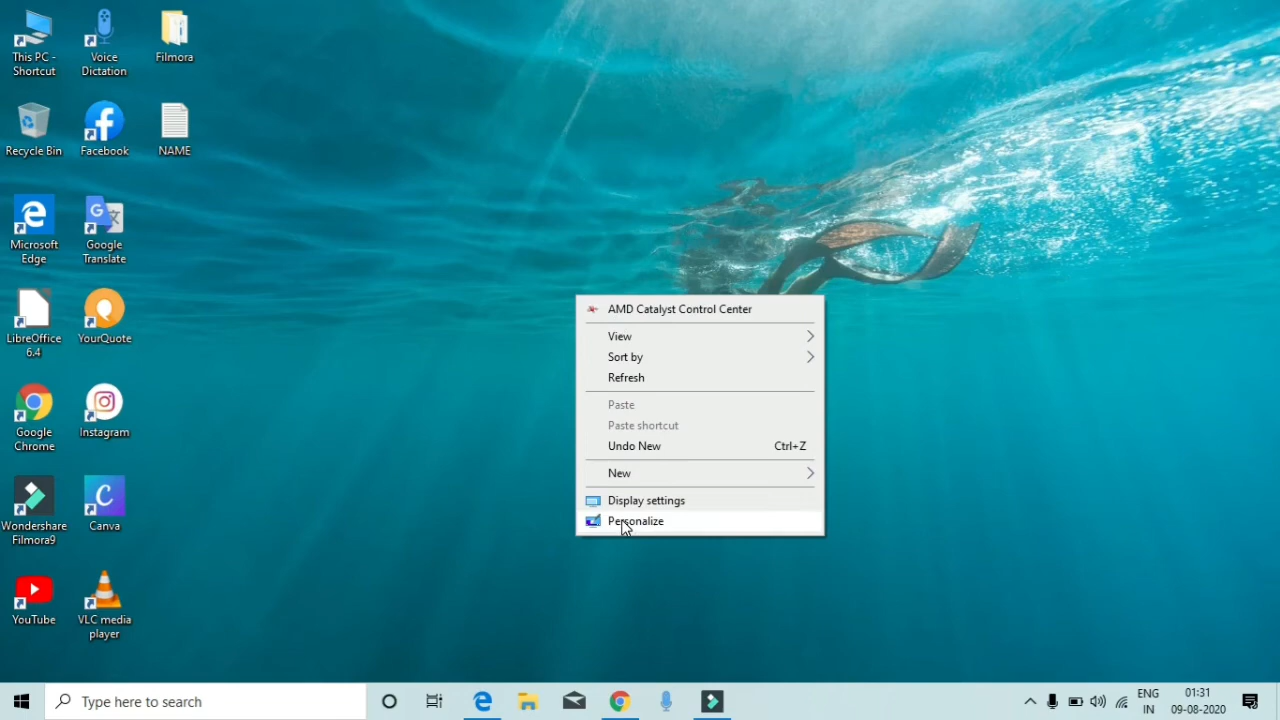 This PC -
Shortcut
Voice
Dictation
Filmora
Recycle Bin
Facebook
NAME
Microsoft
Edge
Google
Translate
LibreOffice
6.4
YourQuote
Google
Chrome
Instagram
Wondershare
Filmora9
Canva
YouTube
VLC media
player
AMD Catalyst Control Center
View
Sort by
Refresh
Paste
Paste shortcut
Undo New Ctrl+Z
New
Display settings
Personalize
Type here to search
ENG
IN
01:31
09-08-2020